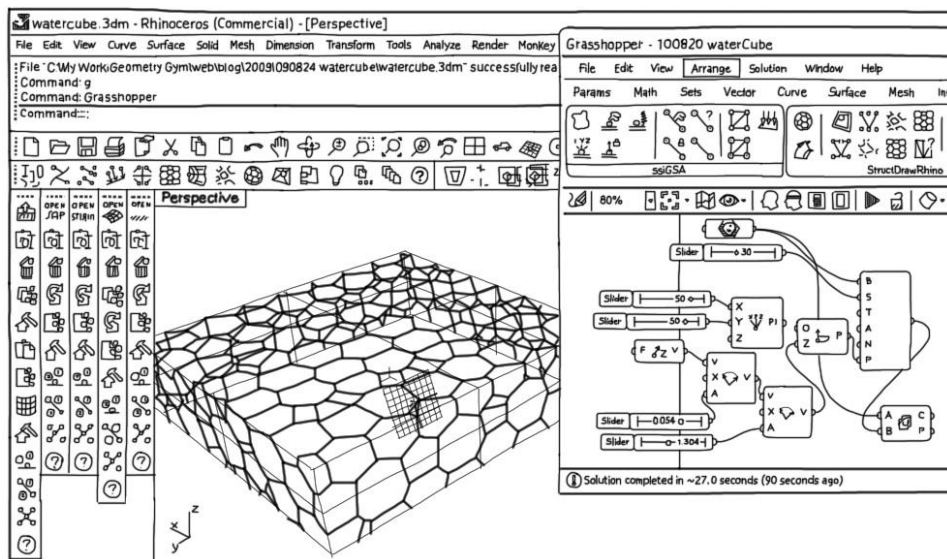 watercube.3dm - Rhinoceros (Commercial) - [Perspective]
File Edit View Curve Surface Solid Mesh Dimension Transform Tools Analyze Render Monkey
File "C:\My Work\Geometry Gym\web\blog\2009\090824 watercube\watercube.3dm" successfully rea
Command: g
Command: Grasshopper
Command:
Perspective
OPEN SAP
OPEN STURIN
OPEN
OPEN
z
x
y
Grasshopper - 100820 waterCube
File Edit View Arrange Solution Window Help
Params Math Sets Vector Curve Surface Mesh In
ssiGSA
StructDrawRhino
80%
Slider 30
Slider 50
Slider 50
X
Y
Z
XYZ
Pt
F Z V
V
X
A
V
V
X
A
V
Slider 0.054
Slider 1.304
O
Z
P
B
S
T
A
N
P
A
B
C
P
Solution completed in ~27.0 seconds (90 seconds ago)